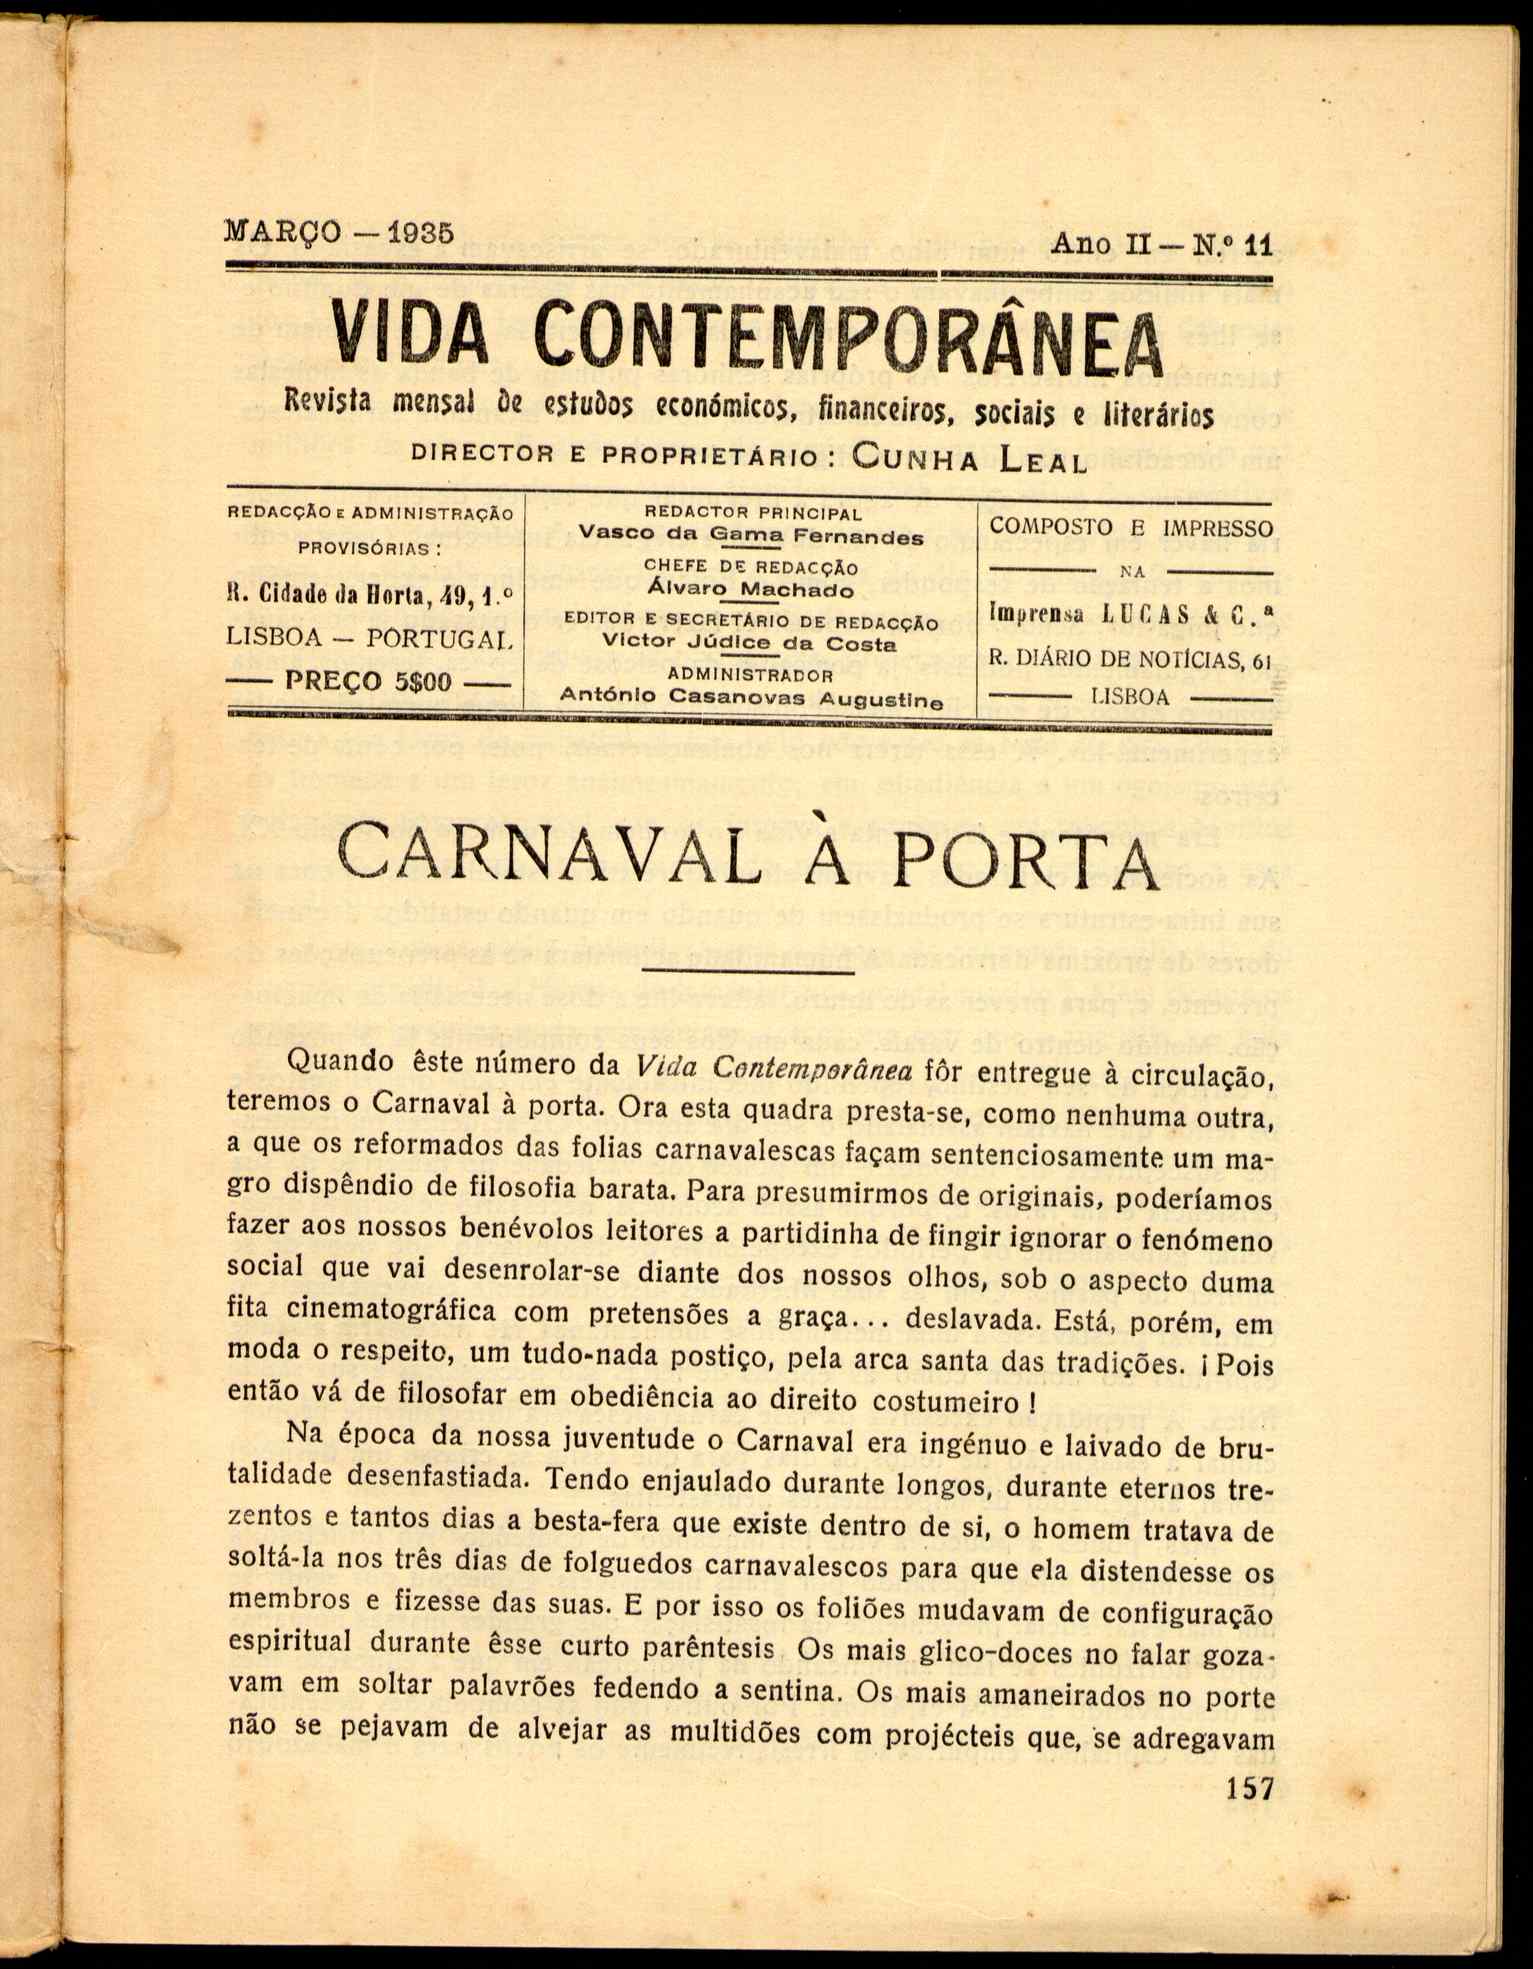 MARÇO — 1935
Ano II — N.º 11
VIDA CONTEMPORÂNEA
Revista mensal de estudos económicos, financeiros, sociais e literários
DIRECTOR E PROPRIETÁRIO: CUNHA LEAL
REDACÇÃO E ADMINISTRAÇÃO
PROVISÓRIAS:
R. Cidade da Horta, 49, 1.º
LISBOA — PORTUGAL
— PREÇO 5$00 —
REDACTOR PRINCIPAL
Vasco da Gama Fernandes
CHEFE DE REDACÇÃO
Álvaro Machado
EDITOR E SECRETÁRIO DE REDACÇÃO
Victor Júdice da Costa
ADMINISTRADOR
António Casanovas Augustine
COMPOSTO E IMPRESSO
NA
Imprensa LUCAS & C.ª
R. DIÁRIO DE NOTÍCIAS, 61
LISBOA
CARNAVAL À PORTA
Quando êste número da Vida Contemporânea fôr entregue à circulação,
teremos o Carnaval à porta. Ora esta quadra presta-se, como nenhuma outra,
a que os reformados das folias carnavalescas façam sentenciosamente um ma-
gro dispêndio de filosofia barata. Para presumirmos de originais, poderíamos
fazer aos nossos benévolos leitores a partidinha de fingir ignorar o fenómeno
social que vai desenrolar-se diante dos nossos olhos, sob o aspecto duma
fita cinematográfica com pretensões a graça... deslavada. Está, porém, em
moda o respeito, um tudo-nada postiço, pela arca santa das tradições. ¡Pois
então vá de filosofar em obediência ao direito costumeiro!
Na época da nossa juventude o Carnaval era ingénuo e laivado de bru-
talidade desenfastiada. Tendo enjaulado durante longos, durante eternos tre-
zentos e tantos dias a besta-fera que existe dentro de si, o homem tratava de
soltá-la nos três dias de folguedos carnavalescos para que ela distendesse os
membros e fizesse das suas. E por isso os foliões mudavam de configuração
espiritual durante êsse curto parêntesis Os mais glico-doces no falar goza-
vam em soltar palavrões fedendo a sentina. Os mais amaneirados no porte
não se pejavam de alvejar as multidões com projécteis que, se adregavam
157